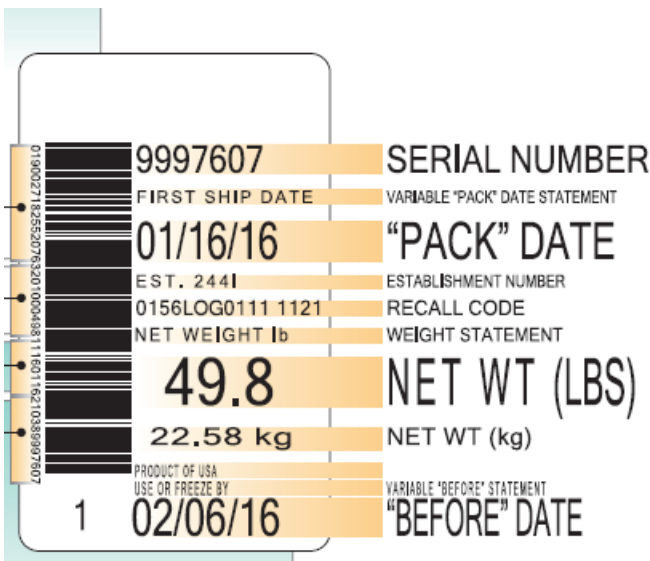 0190027182552076320100049811160116210389997607
9997607 SERIAL NUMBER
FIRST SHIP DATE VARIABLE "PACK" DATE STATEMENT
01/16/16 "PACK" DATE
EST. 244I ESTABLISHMENT NUMBER
0156LOG0111 1121 RECALL CODE
NET WEIGHT lb WEIGHT STATEMENT
49.8 NET WT (LBS)
22.58 kg NET WT (kg)
PRODUCT OF USA
USE OR FREEZE BY VARIABLE "BEFORE" STATEMENT
1 02/06/16 "BEFORE" DATE